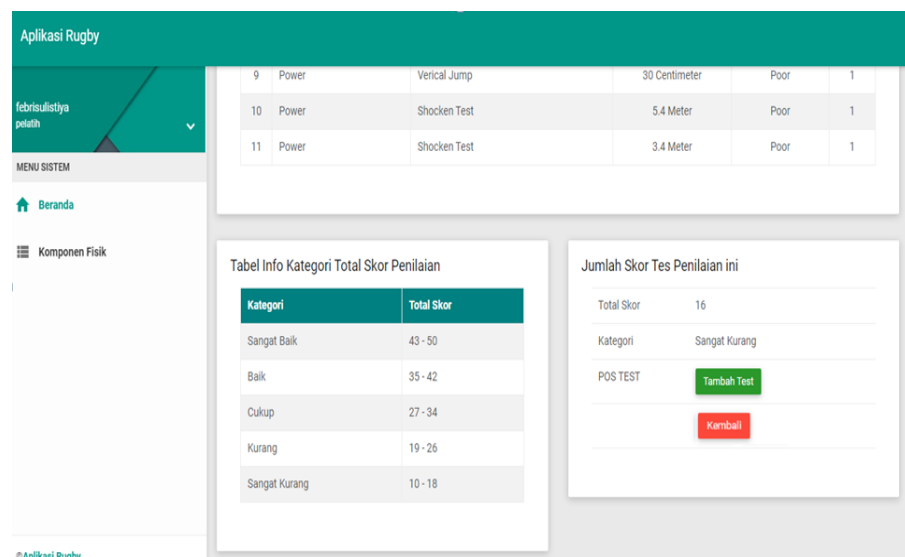 Aplikasi Rugby
febrisulistiya
pelatih
MENU SISTEM
Beranda
Komponen Fisik
9 Power Verical Jump 30 Centimeter Poor 1
10 Power Shocken Test 5.4 Meter Poor 1
11 Power Shocken Test 3.4 Meter Poor 1
Tabel Info Kategori Total Skor Penilaian
Kategori Total Skor
Sangat Baik 43 - 50
Baik 35 - 42
Cukup 27 - 34
Kurang 19 - 26
Sangat Kurang 10 - 18
Jumlah Skor Tes Penilaian ini
Total Skor 16
Kategori Sangat Kurang
POS TEST Tambah Test
Kembali
©Aplikasi Rugby